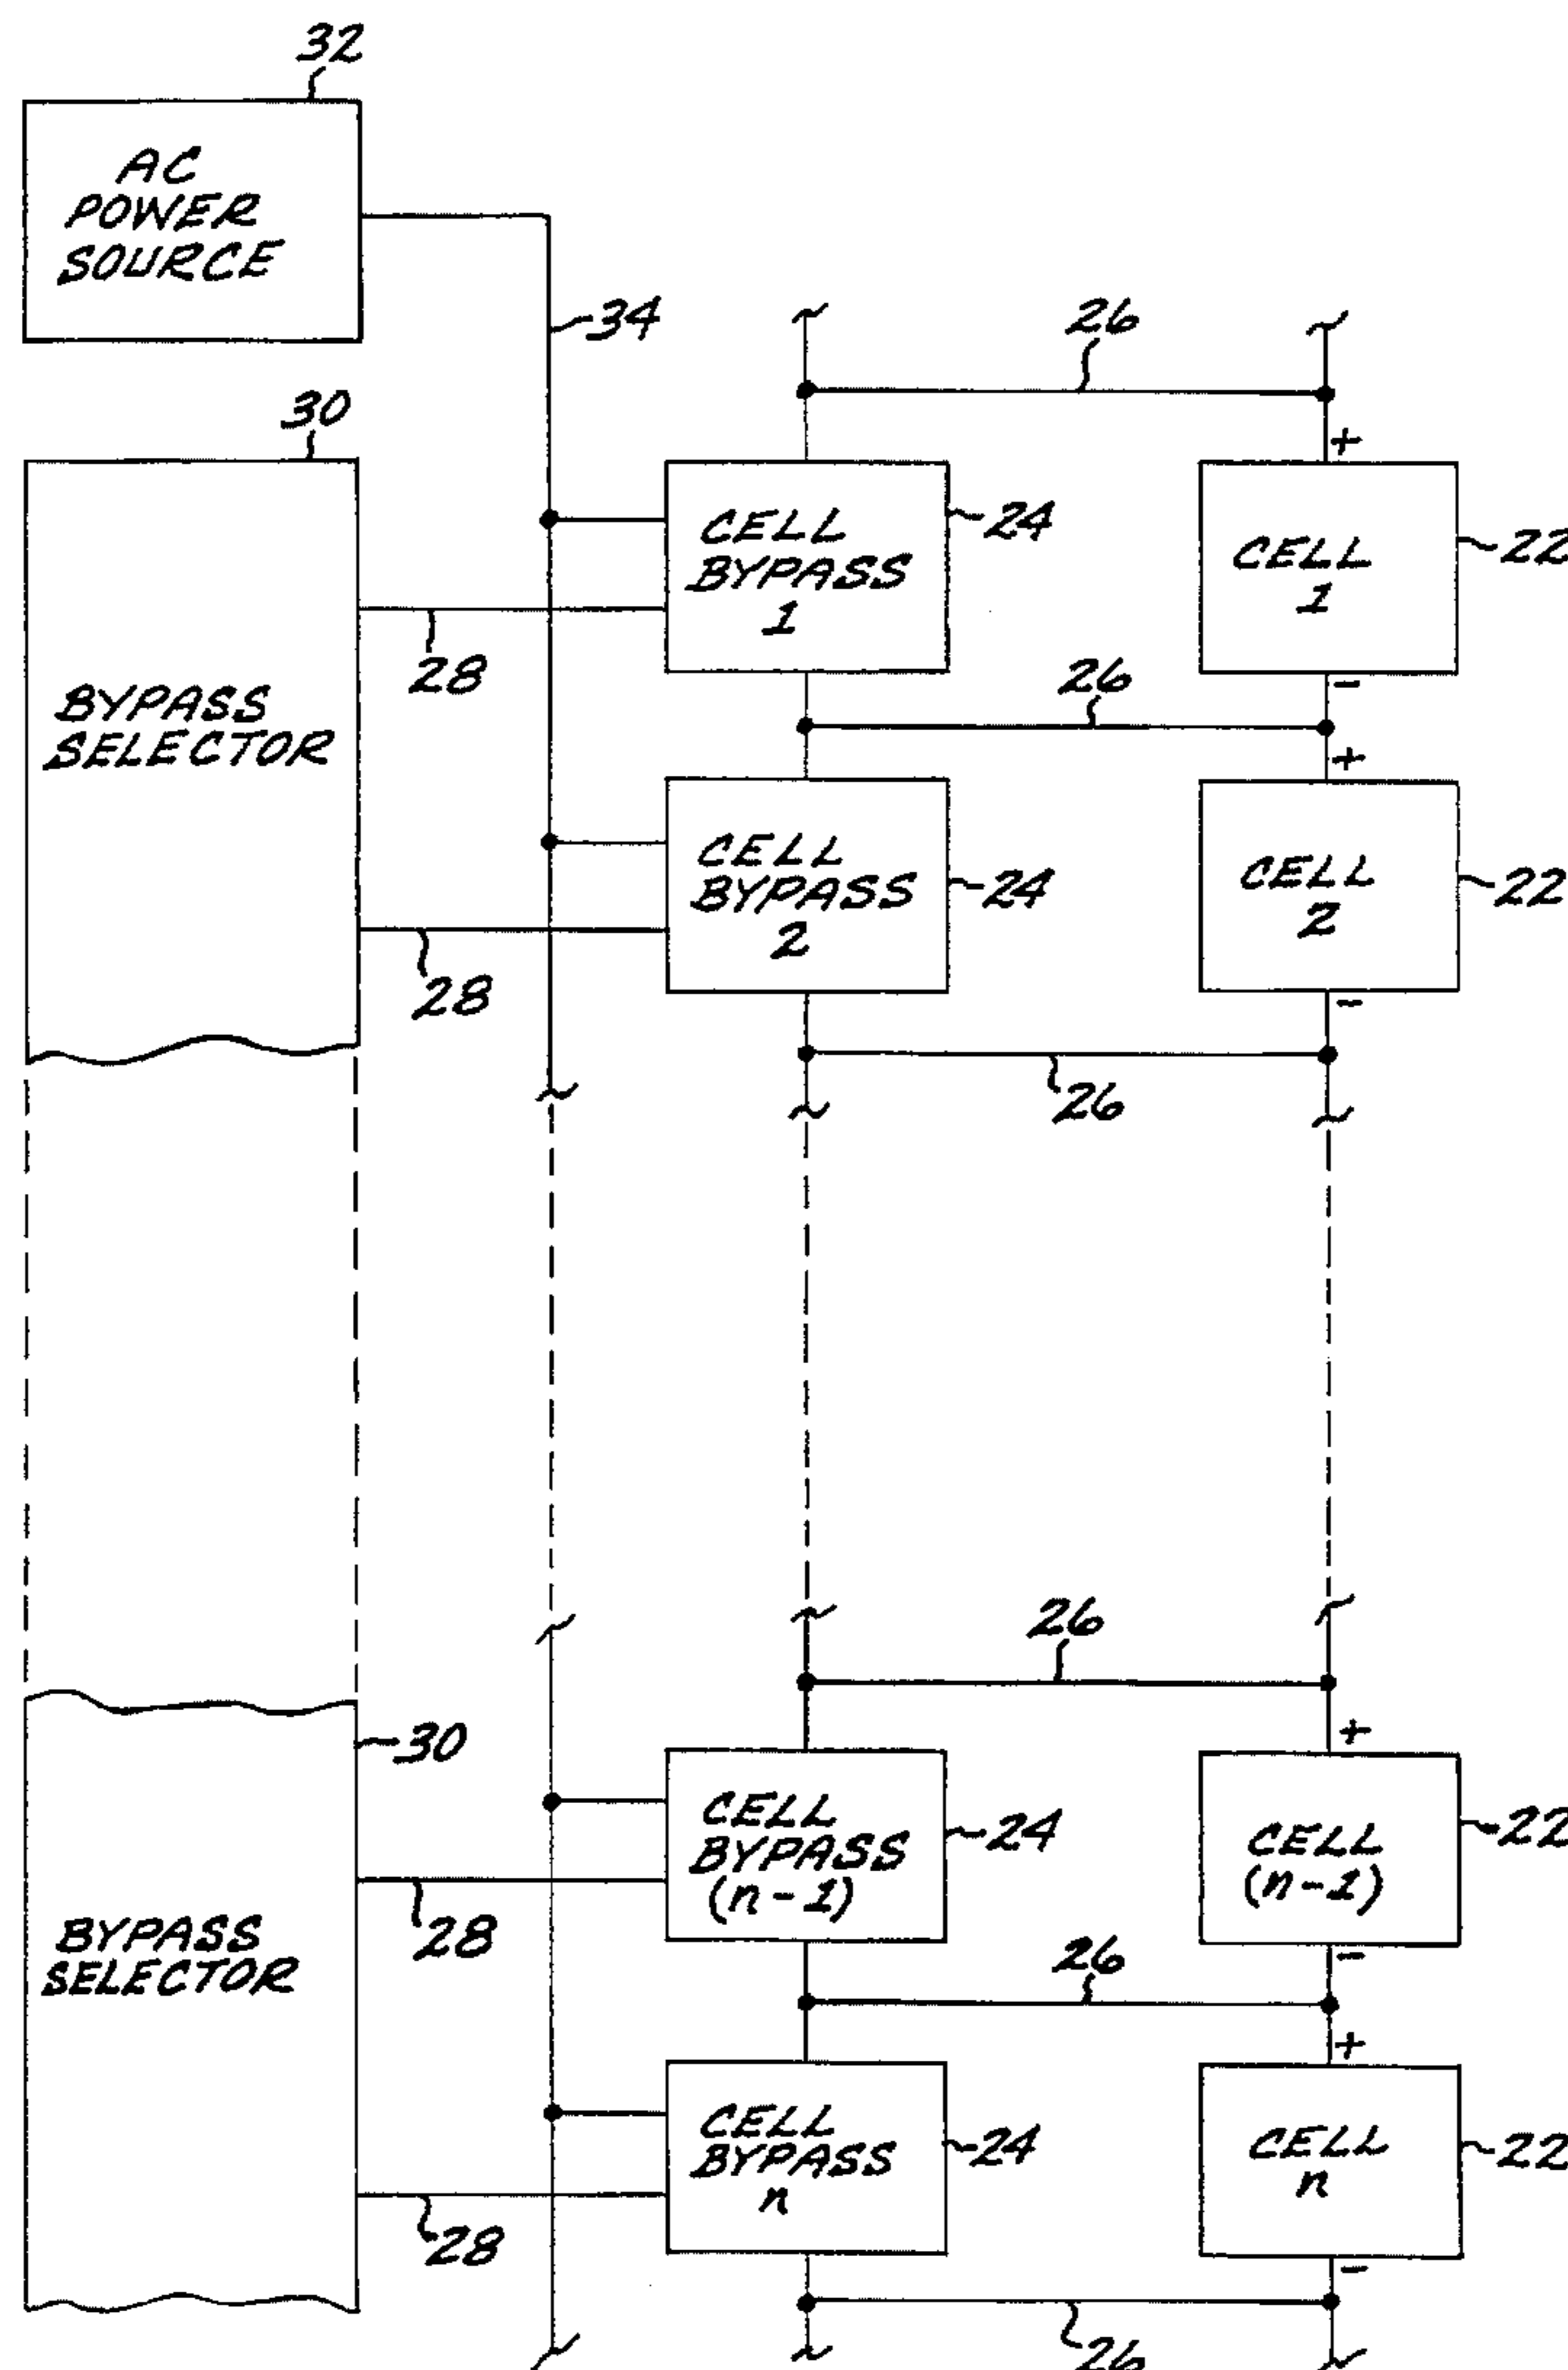 32
AC
POWER
SOURCE
34
26
30
+
+
CELL
BYPASS
1
24
CELL
1
22
28
26
-
BYPASS
SELECTOR
+
CELL
BYPASS
2
24
CELL
2
22
28
-
26
26
30
+
CELL
BYPASS
(n-1)
24
CELL
(n-1)
22
28
BYPASS
SELECTOR
26
-
+
CELL
BYPASS
n
24
CELL
n
22
28
-
26